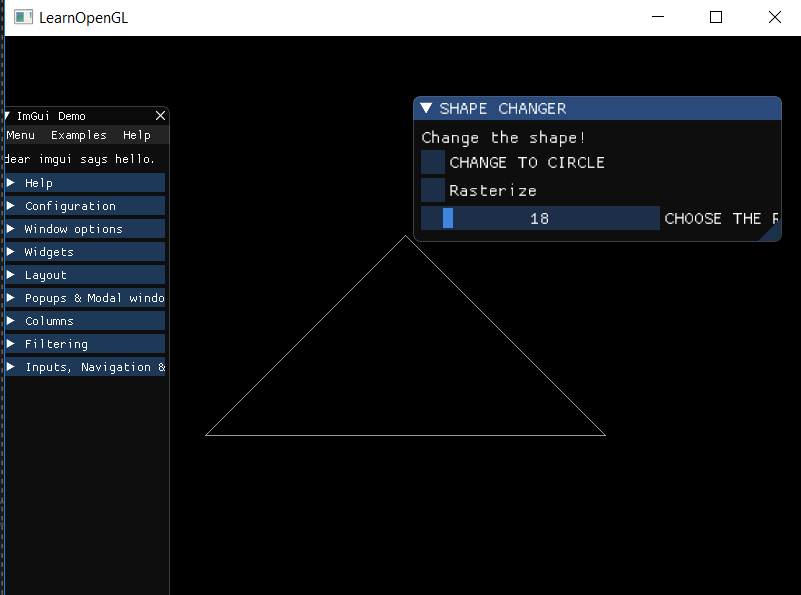 LearnOpenGL
ImGui Demo
Menu Examples Help
dear imgui says hello.
Help
Configuration
Window options
Widgets
Layout
Popups & Modal windo
Columns
Filtering
Inputs, Navigation &
SHAPE CHANGER
Change the shape!
CHANGE TO CIRCLE
Rasterize
18 CHOOSE THE